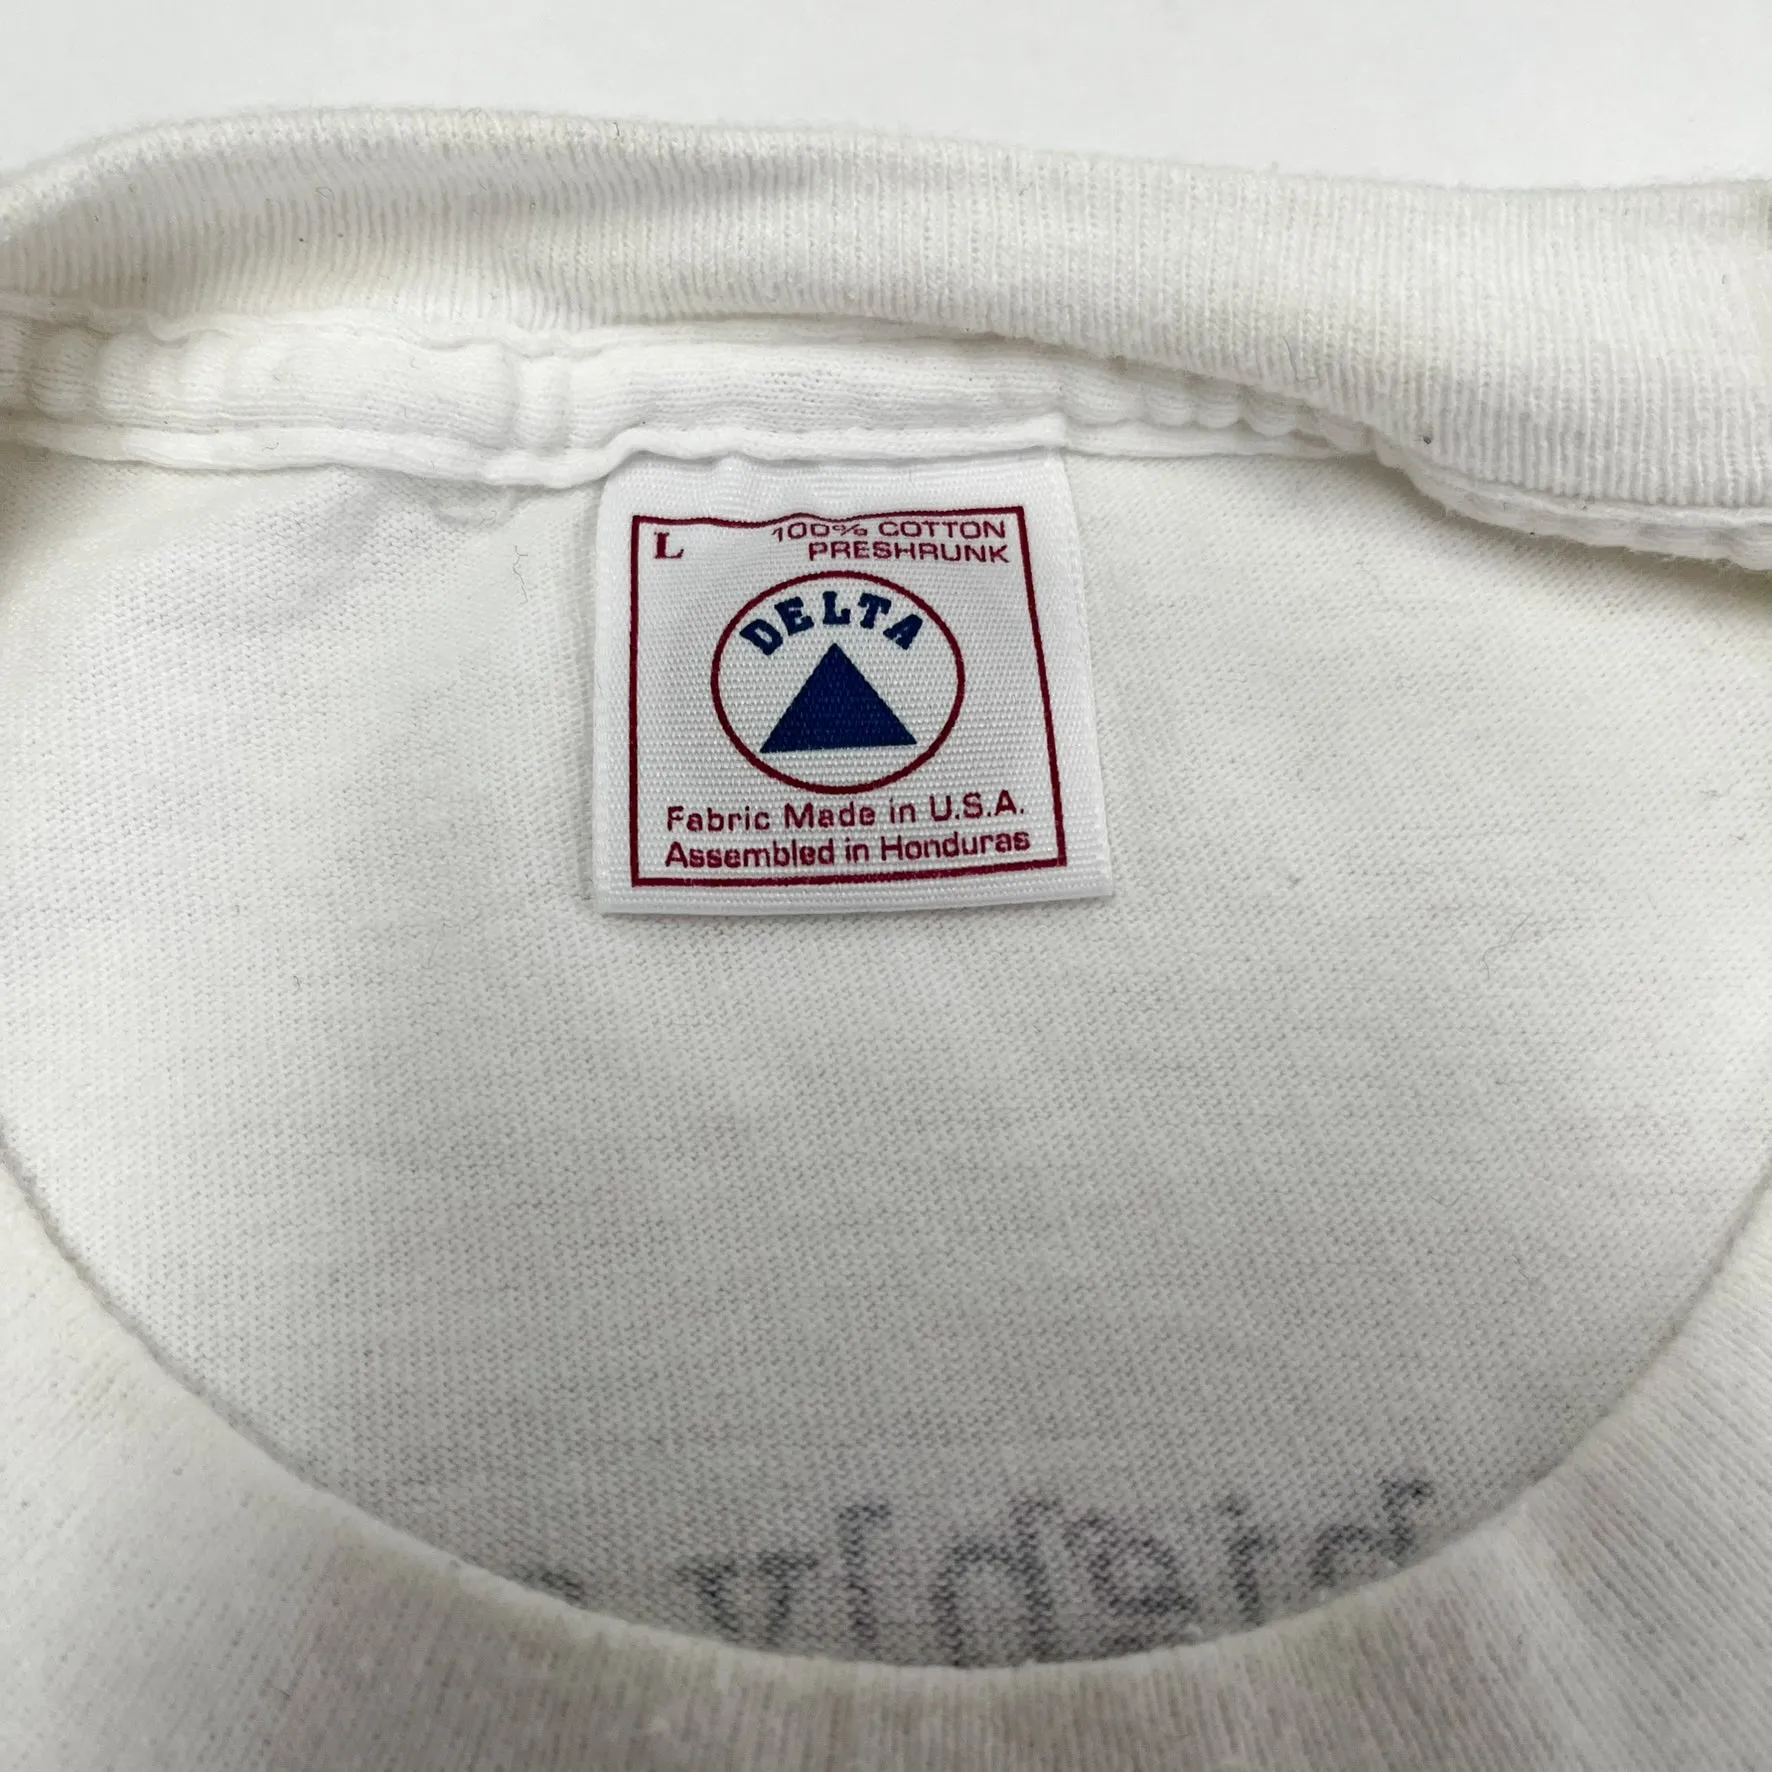 L 100% COTTON
PRESHRUNK
DELTA
Fabric Made in U.S.A.
Assembled in Honduras